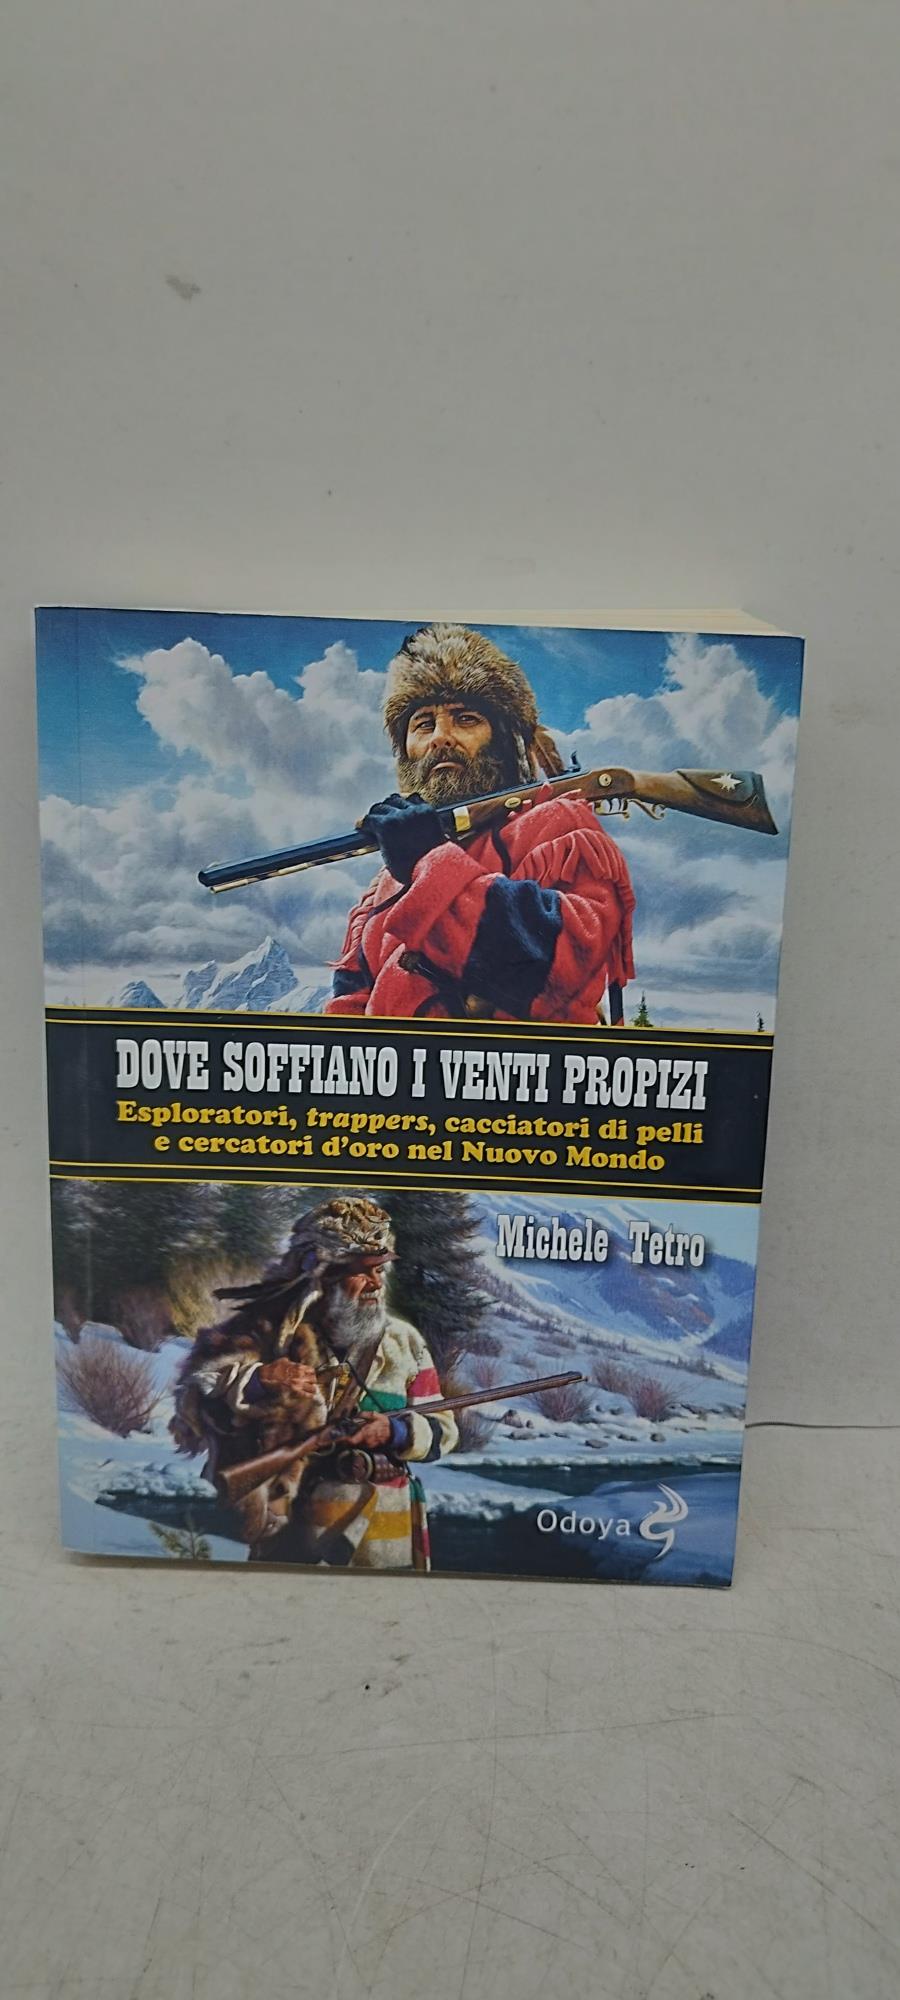 DOVE SOFFIANO I VENTI PROPIZI
Esploratori, trappers, cacciatori di pelli
e cercatori d'oro nel Nuovo Mondo
Michele Tetro
Odoya